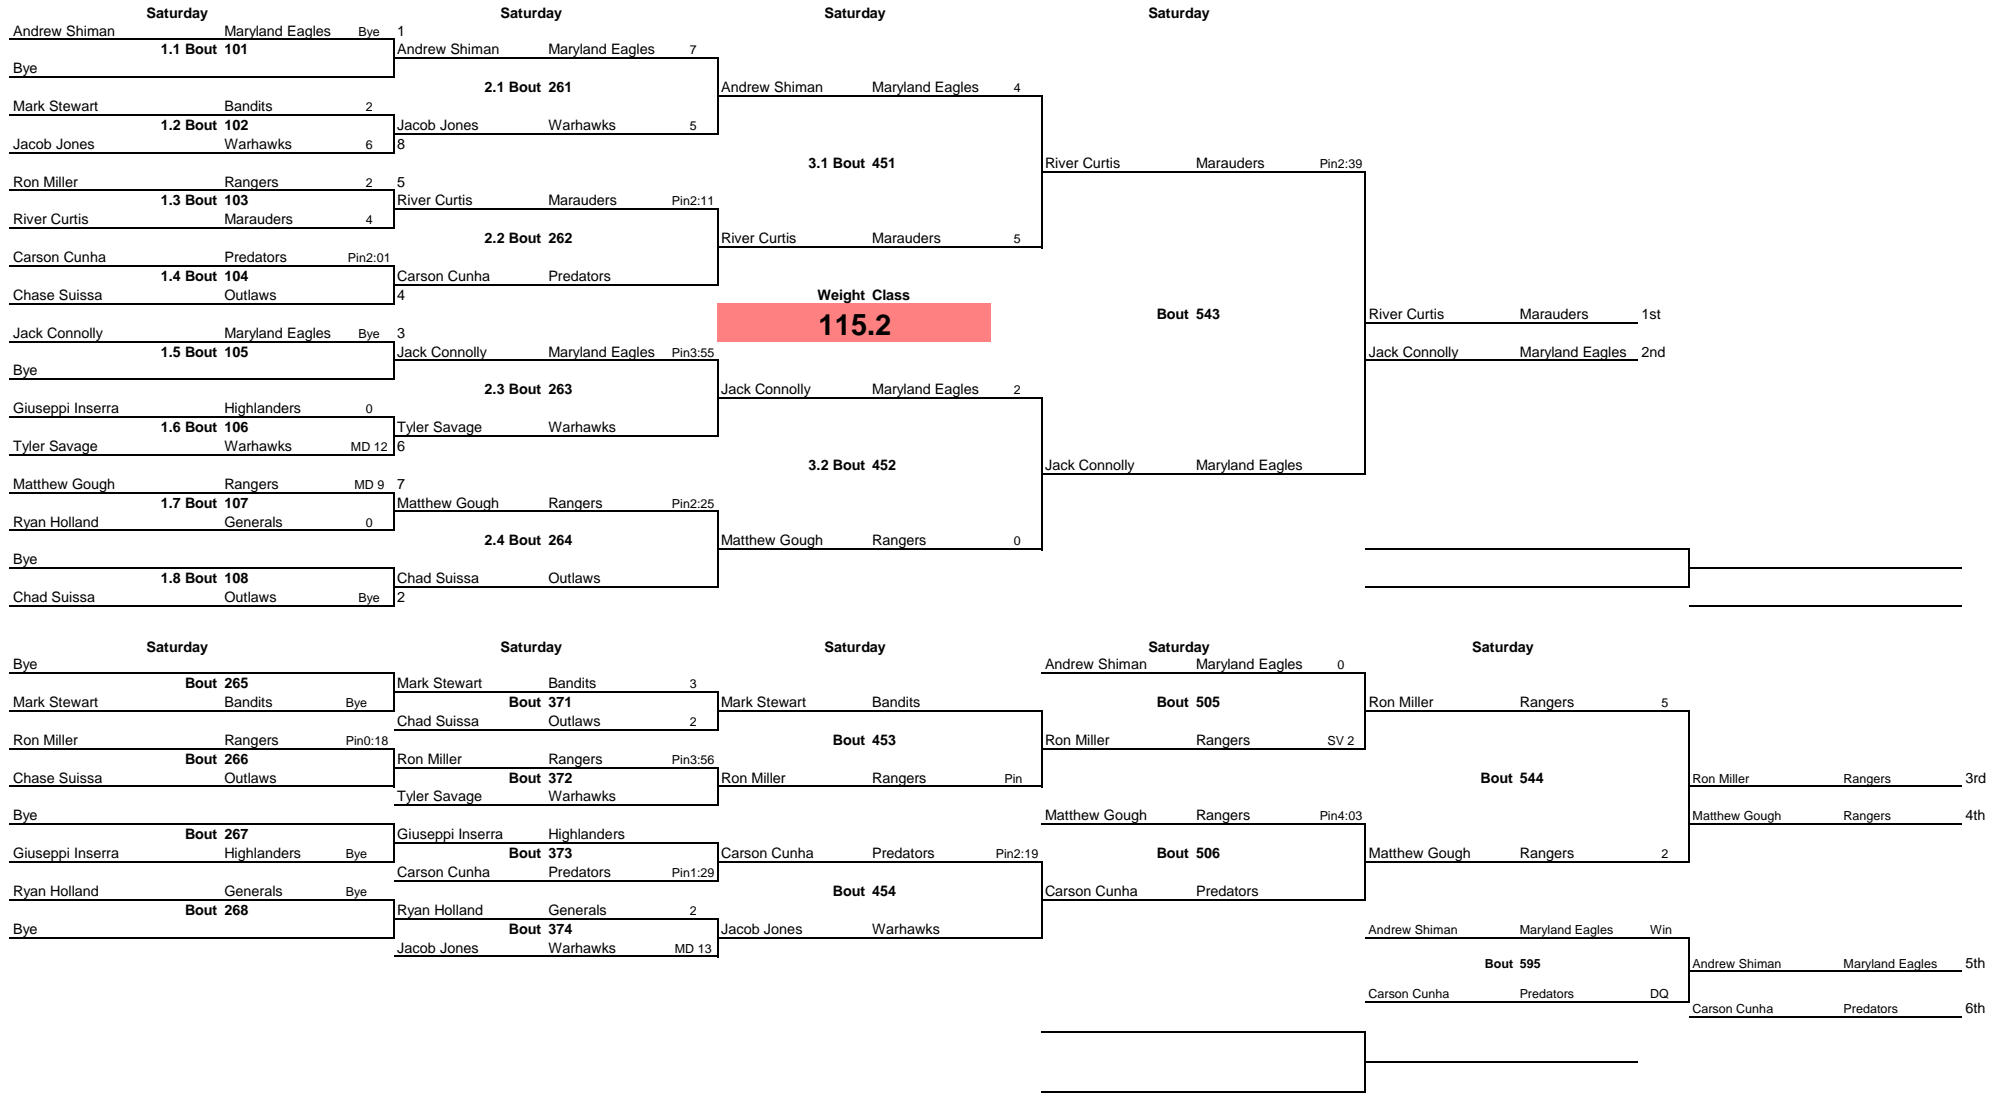 Saturday Saturday Saturday Saturday
Andrew Shiman Maryland Eagles Bye 1
1.1 Bout 101 Andrew Shiman Maryland Eagles 7
Bye
2.1 Bout 261 Andrew Shiman Maryland Eagles 4
Mark Stewart Bandits 2
1.2 Bout 102 Jacob Jones Warhawks 5
Jacob Jones Warhawks 6 8
3.1 Bout 451 River Curtis Marauders Pin2:39
Ron Miller Rangers 2 5
1.3 Bout 103 River Curtis Marauders Pin2:11
River Curtis Marauders 4
2.2 Bout 262 River Curtis Marauders 5
Carson Cunha Predators Pin2:01
1.4 Bout 104 Carson Cunha Predators
Chase Suissa Outlaws 4 Weight Class
115.2 Bout 543 River Curtis Marauders 1st
Jack Connolly Maryland Eagles Bye 3
1.5 Bout 105 Jack Connolly Maryland Eagles Pin3:55 Jack Connolly Maryland Eagles 2nd
Bye
2.3 Bout 263 Jack Connolly Maryland Eagles 2
Giuseppi Inserra Highlanders 0
1.6 Bout 106 Tyler Savage Warhawks
Tyler Savage Warhawks MD 12 6
3.2 Bout 452 Jack Connolly Maryland Eagles
Matthew Gough Rangers MD 9 7
1.7 Bout 107 Matthew Gough Rangers Pin2:25
Ryan Holland Generals 0
2.4 Bout 264 Matthew Gough Rangers 0
Bye
1.8 Bout 108 Chad Suissa Outlaws
Chad Suissa Outlaws Bye 2
Saturday Saturday Saturday Saturday Saturday
Bye Andrew Shiman Maryland Eagles 0
Bout 265 Mark Stewart Bandits 3
Mark Stewart Bandits Bye Bout 371 Mark Stewart Bandits Bout 505 Ron Miller Rangers 5
Chad Suissa Outlaws 2
Ron Miller Rangers Pin0:18 Bout 453 Ron Miller Rangers SV 2
Bout 266 Ron Miller Rangers Pin3:56
Chase Suissa Outlaws Bout 372 Ron Miller Rangers Pin Bout 544 Ron Miller Rangers 3rd
Tyler Savage Warhawks
Bye Matthew Gough Rangers Pin4:03 Matthew Gough Rangers 4th
Bout 267 Giuseppi Inserra Highlanders
Giuseppi Inserra Highlanders Bye Bout 373 Carson Cunha Predators Pin2:19 Bout 506 Matthew Gough Rangers 2
Carson Cunha Predators Pin1:29
Ryan Holland Generals Bye Bout 454 Carson Cunha Predators
Bout 268 Ryan Holland Generals 2
Bye Bout 374 Jacob Jones Warhawks Andrew Shiman Maryland Eagles Win
Jacob Jones Warhawks MD 13
Bout 595 Andrew Shiman Maryland Eagles 5th
Carson Cunha Predators DQ
Carson Cunha Predators 6th